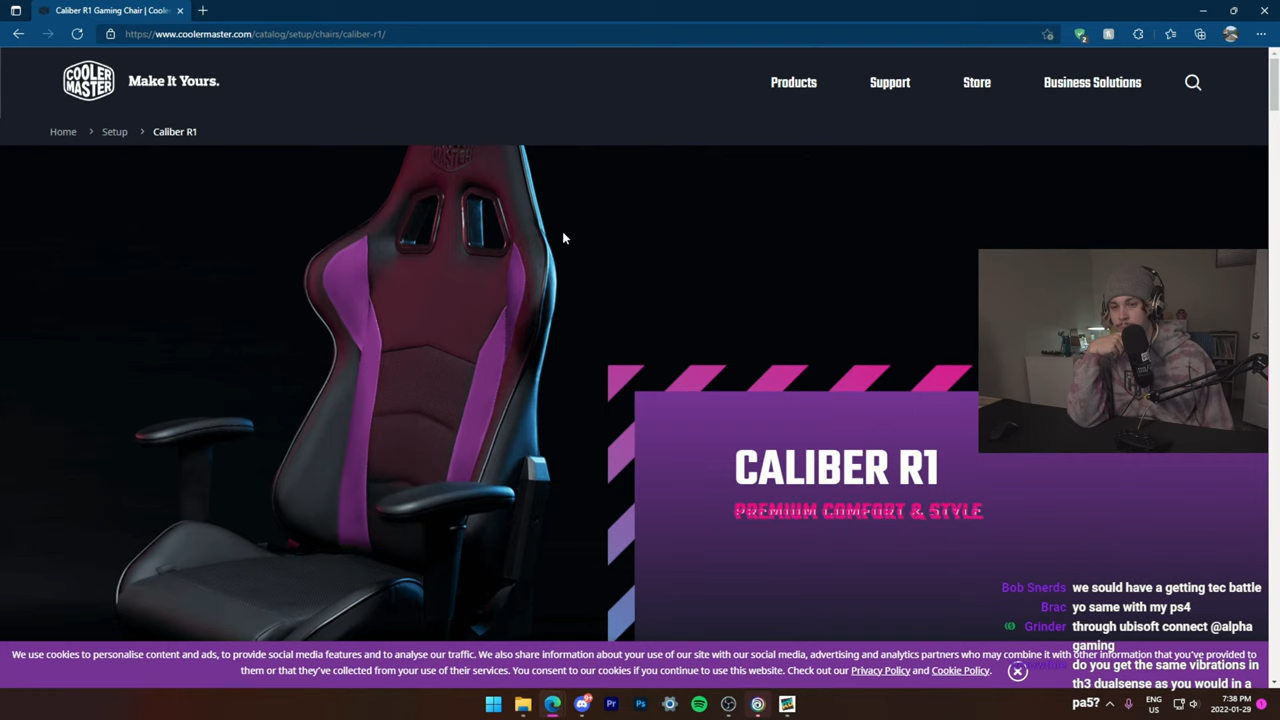 Caliber R1 Gaming Chair | Coole
https://www.coolermaster.com/catalog/setup/chairs/caliber-r1/
2
COOLER MASTER
Make It Yours.
Products
Support
Store
Business Solutions
Home
Setup
Caliber R1
CALIBER R1
PREMIUM COMFORT & STYLE
Bob Snerds we sould have a getting tec battle
Brac yo same with my ps4
Grinder through ubisoft connect @alpha
gaming
do you get the same vibrations in
th3 dualsense as you would in a
pa5?
We use cookies to personalise content and ads, to provide social media features and to analyse our traffic. We also share information about your use of our site with our social media, advertising and analytics partners who may combine it with other information that you've provided to
them or that they've collected from your use of their services. You consent to our cookies if you continue to use this website. Check out our Privacy Policy and Cookie Policy.
Pr
Ps
ENG
US
7:38 PM
2022-01-29
1